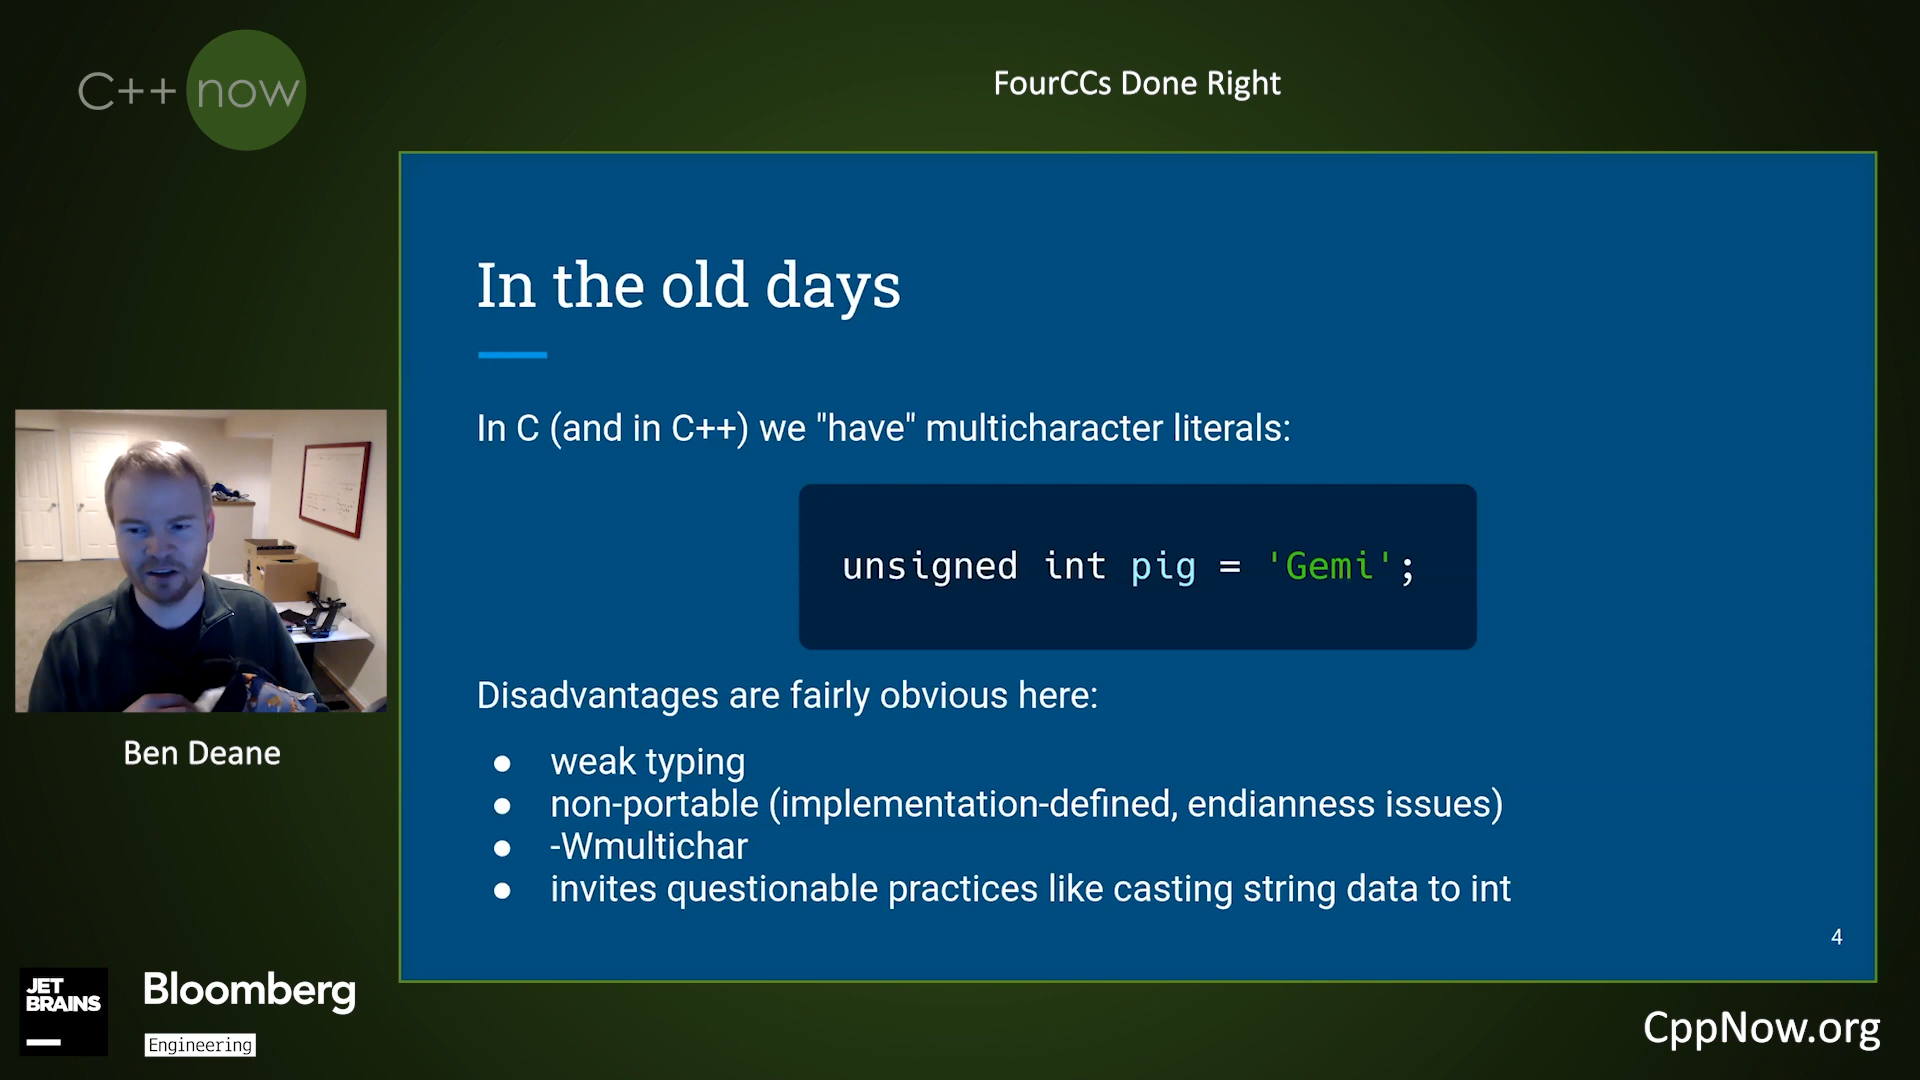 C++ now
FourCCs Done Right
In the old days
In C (and in C++) we "have" multicharacter literals:
unsigned int pig = 'Gemi';
Disadvantages are fairly obvious here:
● weak typing
● non-portable (implementation-defined, endianness issues)
● -Wmultichar
● invites questionable practices like casting string data to int
4
Ben Deane
JET
BRAINS
Bloomberg
Engineering
CppNow.org